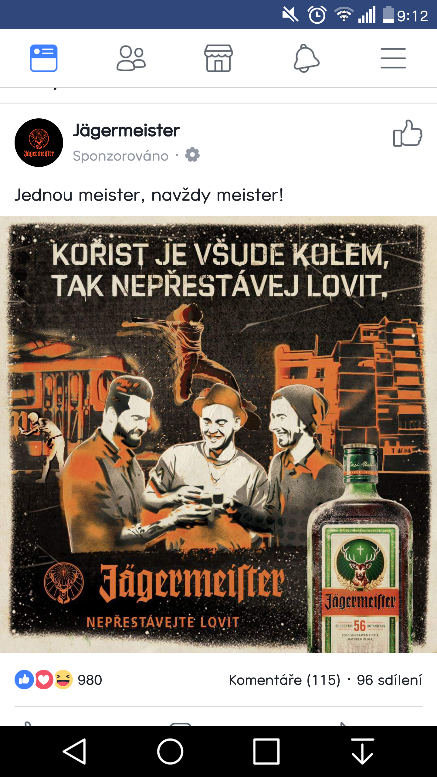 9:12
Jägermeister
Sponzorováno ·
Jednou meister, navždy meister!
KOŘIST JE VŠUDE KOLEM,
TAK NEPŘESTÁVEJ LOVIT.
Jägermeiſter
NEPŘESTÁVEJTE LOVIT
Jägermeiſter
56
980
Komentáře (115) · 96 sdílení